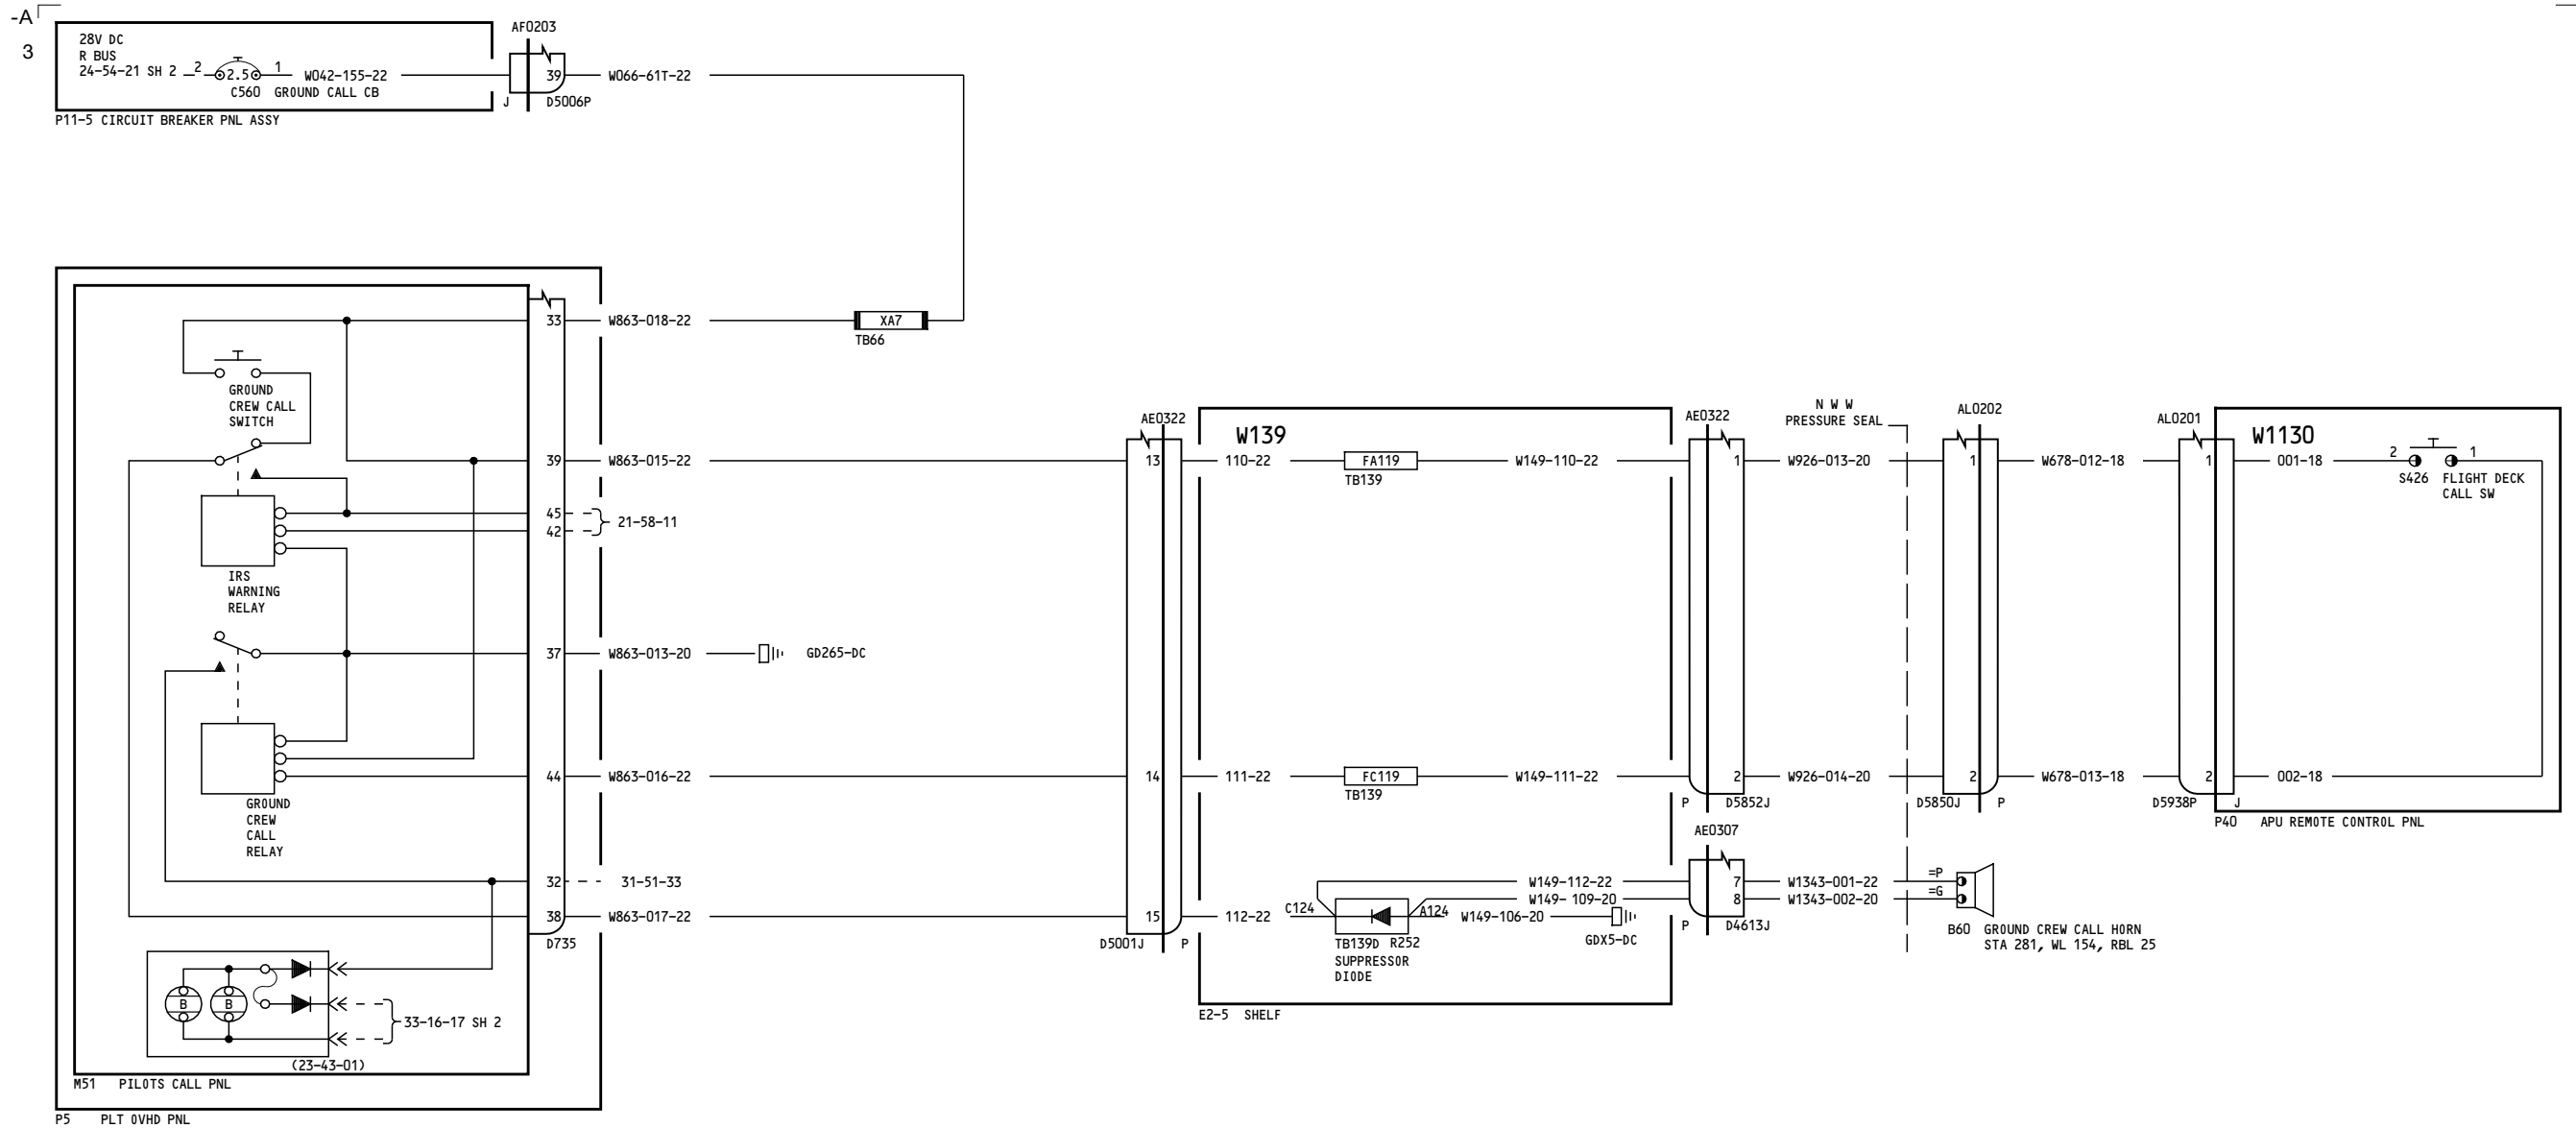 -A
3
28V DC
R BUS
24-54-21 SH 2
2
2.5
1
W042-155-22
C560 GROUND CALL CB
P11-5 CIRCUIT BREAKER PNL ASSY
AF0203
39
J
D5006P
W066-61T-22
33
W863-018-22
XA7
TB66
GROUND
CREW CALL
SWITCH
39
W863-015-22
45
42
21-58-11
IRS
WARNING
RELAY
37
W863-013-20
GD265-DC
44
W863-016-22
GROUND
CREW
CALL
RELAY
32
31-51-33
38
W863-017-22
D735
B
B
33-16-17 SH 2
(23-43-01)
M51 PILOTS CALL PNL
P5 PLT OVHD PNL
AE0322
13
14
15
D5001J
P
W139
110-22
FA119
TB139
W149-110-22
111-22
FC119
TB139
W149-111-22
112-22
C124
A124
W149-112-22
W149- 109-20
W149-106-20
TB139D R252
SUPPRESSOR
DIODE
GDX5-DC
E2-5 SHELF
AE0322
1
2
P
D5852J
AE0307
7
8
P
D4613J
N W W
PRESSURE SEAL
W926-013-20
W926-014-20
W1343-001-22
W1343-002-20
AL0202
1
2
D5850J
P
W678-012-18
W678-013-18
=P
=G
B60 GROUND CREW CALL HORN
STA 281, WL 154, RBL 25
AL0201
1
2
D5938P
J
W1130
001-18
2
1
S426 FLIGHT DECK
CALL SW
002-18
P40 APU REMOTE CONTROL PNL